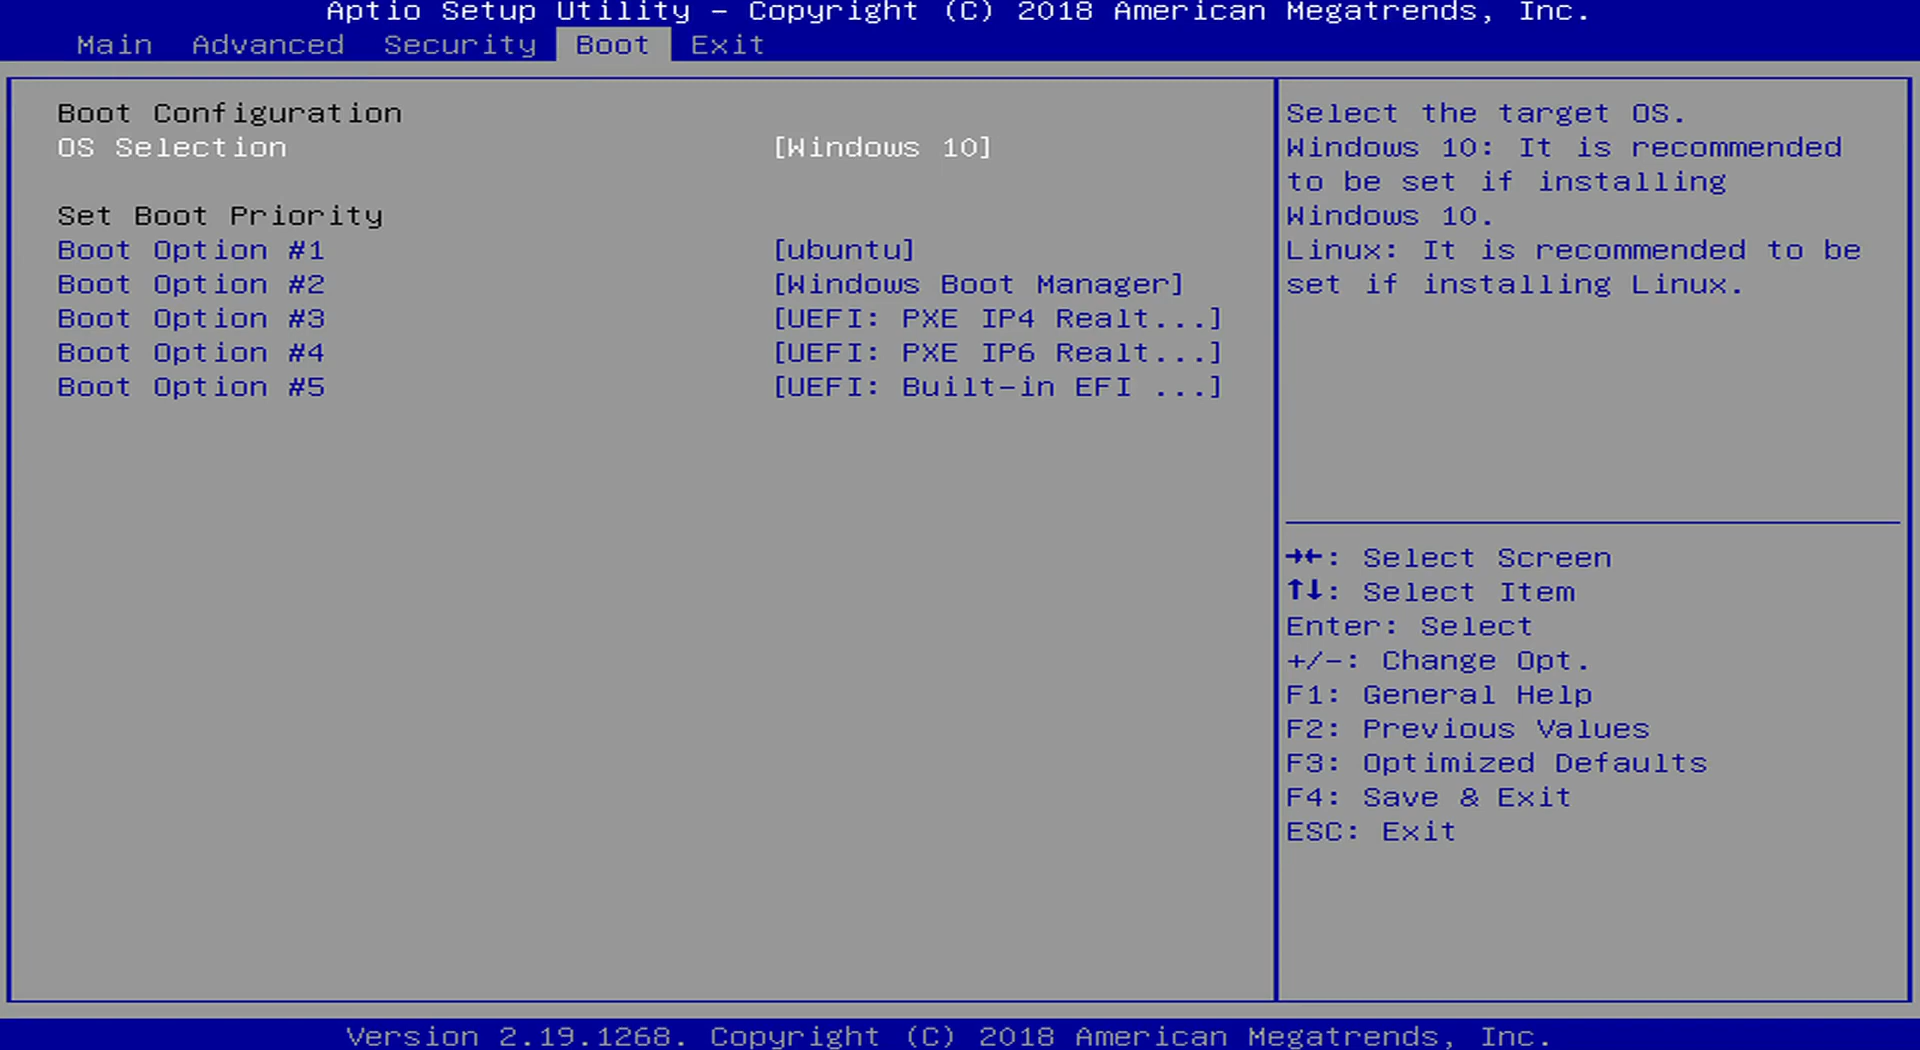 Aptio Setup Utility – Copyright (C) 2018 American Megatrends, Inc.
Main Advanced Security Boot Exit
Boot Configuration
OS Selection [Windows 10]
Set Boot Priority
Boot Option #1 [ubuntu]
Boot Option #2 [Windows Boot Manager]
Boot Option #3 [UEFI: PXE IP4 Realt...]
Boot Option #4 [UEFI: PXE IP6 Realt...]
Boot Option #5 [UEFI: Built-in EFI ...]
Select the target OS.
Windows 10: It is recommended
to be set if installing
Windows 10.
Linux: It is recommended to be
set if installing Linux.
→←: Select Screen
↑↓: Select Item
Enter: Select
+/-: Change Opt.
F1: General Help
F2: Previous Values
F3: Optimized Defaults
F4: Save & Exit
ESC: Exit
Version 2.19.1268. Copyright (C) 2018 American Megatrends, Inc.